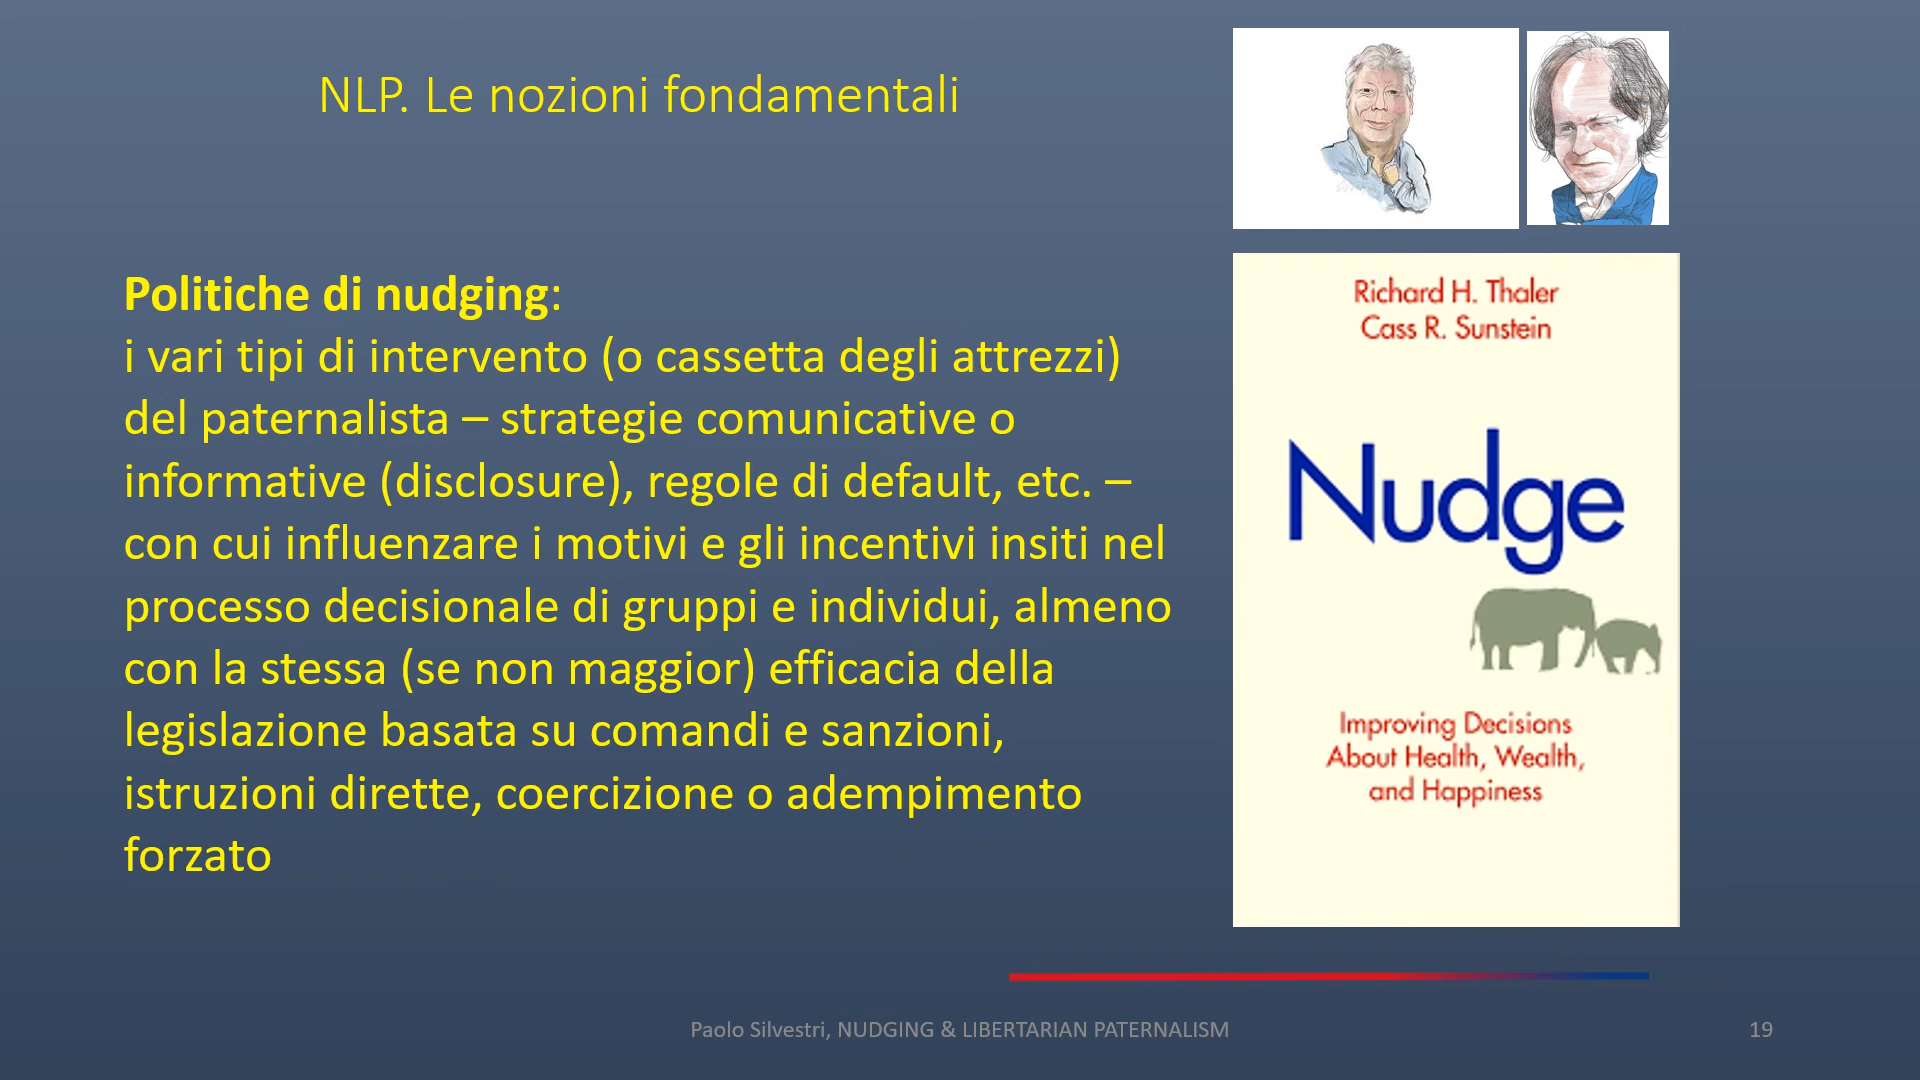 NLP. Le nozioni fondamentali
Politiche di nudging:
i vari tipi di intervento (o cassetta degli attrezzi)
del paternalista – strategie comunicative o
informative (disclosure), regole di default, etc. –
con cui influenzare i motivi e gli incentivi insiti nel
processo decisionale di gruppi e individui, almeno
con la stessa (se non maggior) efficacia della
legislazione basata su comandi e sanzioni,
istruzioni dirette, coercizione o adempimento
forzato
Richard H. Thaler
Cass R. Sunstein
Nudge
Improving Decisions
About Health, Wealth,
and Happiness
Paolo Silvestri, NUDGING & LIBERTARIAN PATERNALISM
19